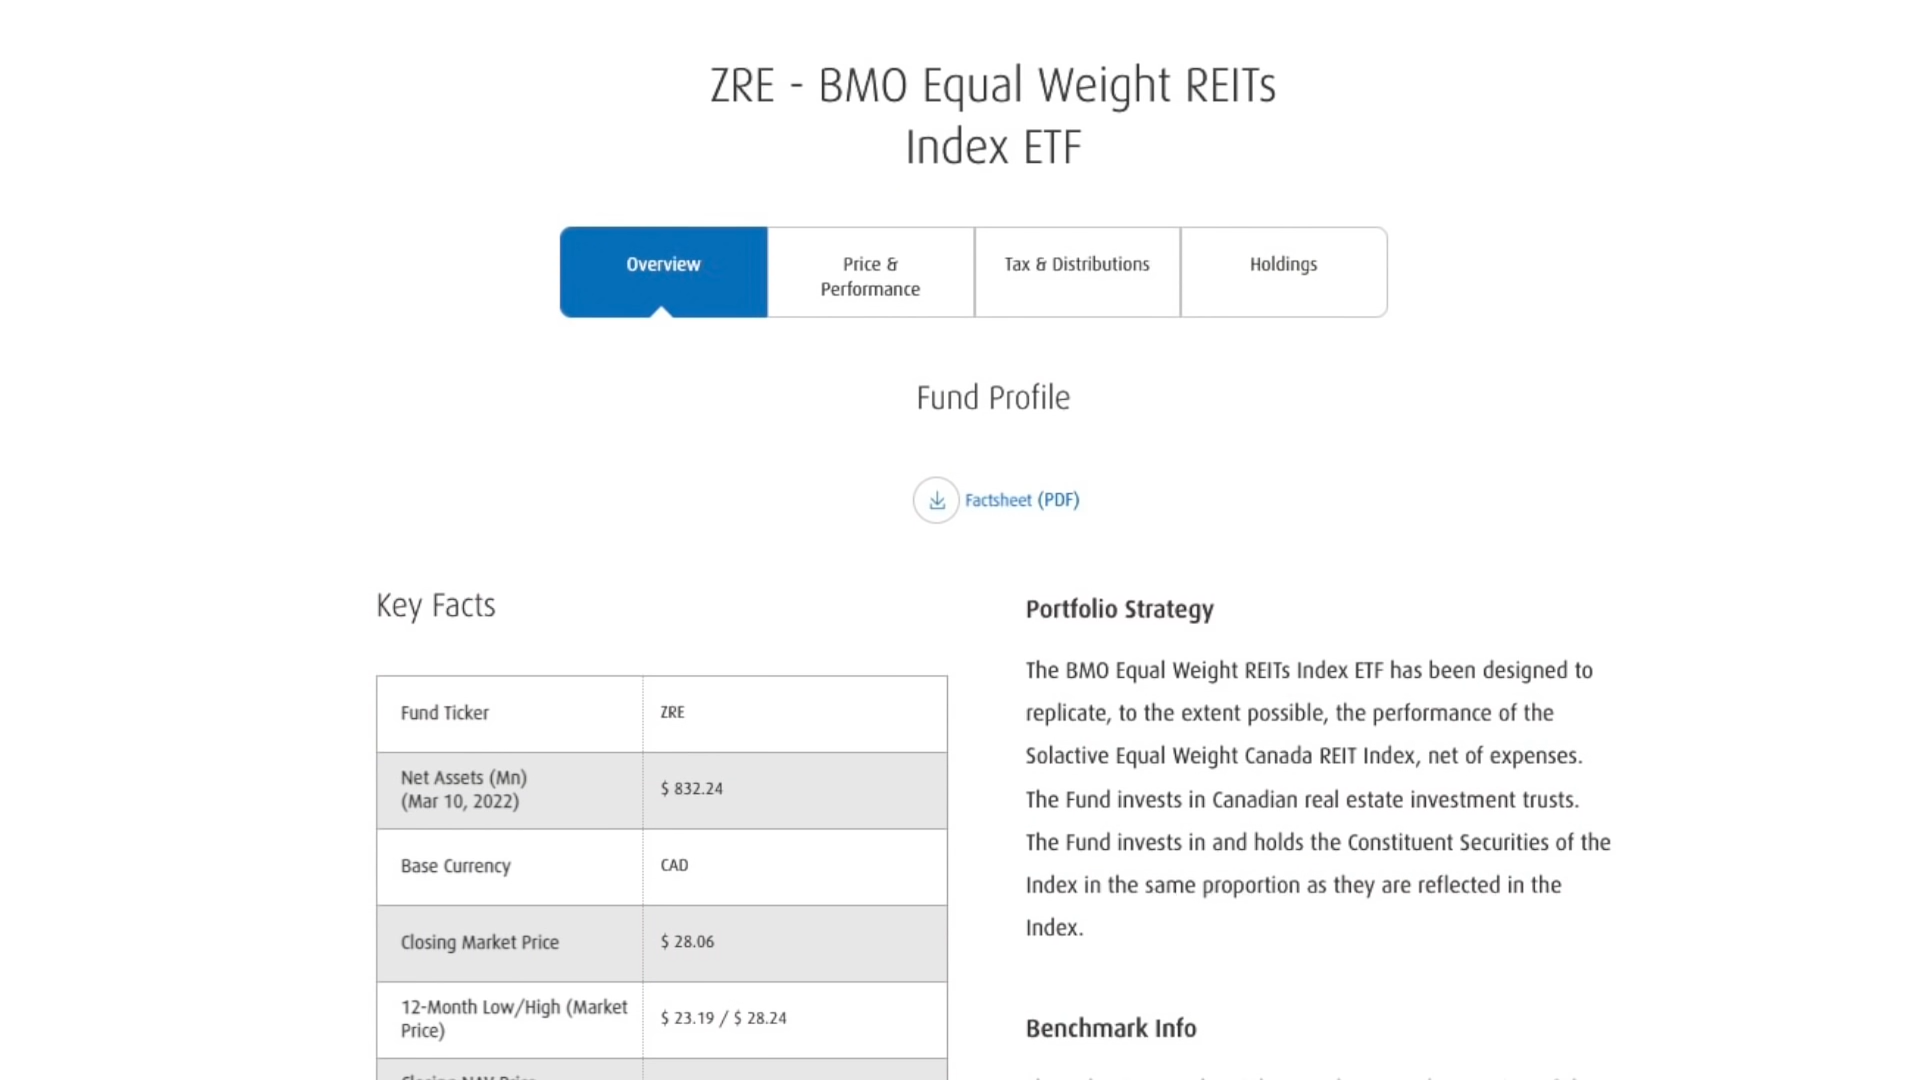 ZRE - BMO Equal Weight REITs
Index ETF
Overview
Price &
Performance
Tax & Distributions
Holdings
Fund Profile
Factsheet (PDF)
Key Facts
Fund Ticker
ZRE
Net Assets (Mn)
(Mar 10, 2022)
$ 832.24
Base Currency
CAD
Closing Market Price
$ 28.06
12-Month Low/High (Market
Price)
$ 23.19 / $ 28.24
Portfolio Strategy
The BMO Equal Weight REITs Index ETF has been designed to
replicate, to the extent possible, the performance of the
Solactive Equal Weight Canada REIT Index, net of expenses.
The Fund invests in Canadian real estate investment trusts.
The Fund invests in and holds the Constituent Securities of the
Index in the same proportion as they are reflected in the
Index.
Benchmark Info